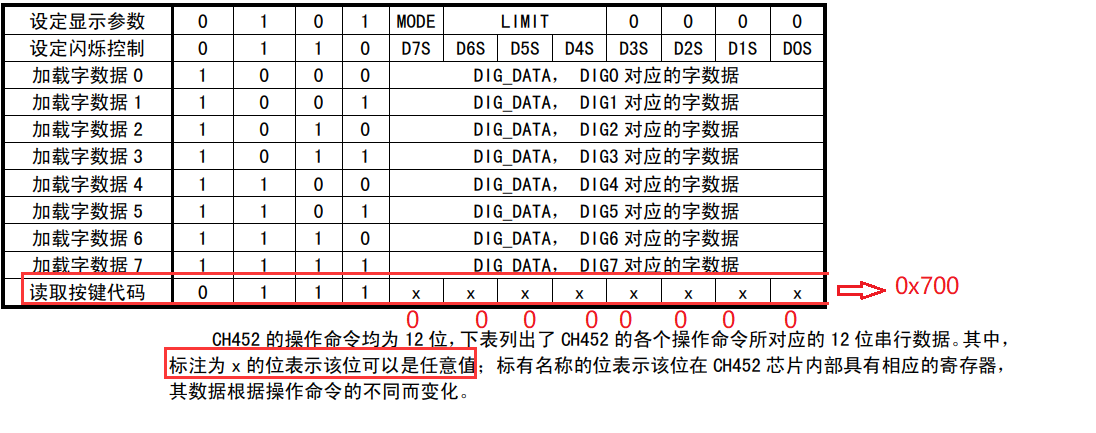 设定显示参数 0 1 0 1 MODE LIMIT 0 0 0 0
设定闪烁控制 0 1 1 0 D7S D6S D5S D4S D3S D2S D1S D0S
加载字数据 0 1 0 0 0 DIG_DATA， DIG0 对应的字数据
加载字数据 1 1 0 0 1 DIG_DATA， DIG1 对应的字数据
加载字数据 2 1 0 1 0 DIG_DATA， DIG2 对应的字数据
加载字数据 3 1 0 1 1 DIG_DATA， DIG3 对应的字数据
加载字数据 4 1 1 0 0 DIG_DATA， DIG4 对应的字数据
加载字数据 5 1 1 0 1 DIG_DATA， DIG5 对应的字数据
加载字数据 6 1 1 1 0 DIG_DATA， DIG6 对应的字数据
加载字数据 7 1 1 1 1 DIG_DATA， DIG7 对应的字数据
读取按键代码 0 1 1 1 x x x x x x x x 0x700
0 0 0 0 0 0 0 0
CH452 的操作命令均为 12 位，下表列出了 CH452 的各个操作命令所对应的 12 位串行数据。其中，
标注为 x 的位表示该位可以是任意值；标有名称的位表示该位在 CH452 芯片内部具有相应的寄存器，
其数据根据操作命令的不同而变化。